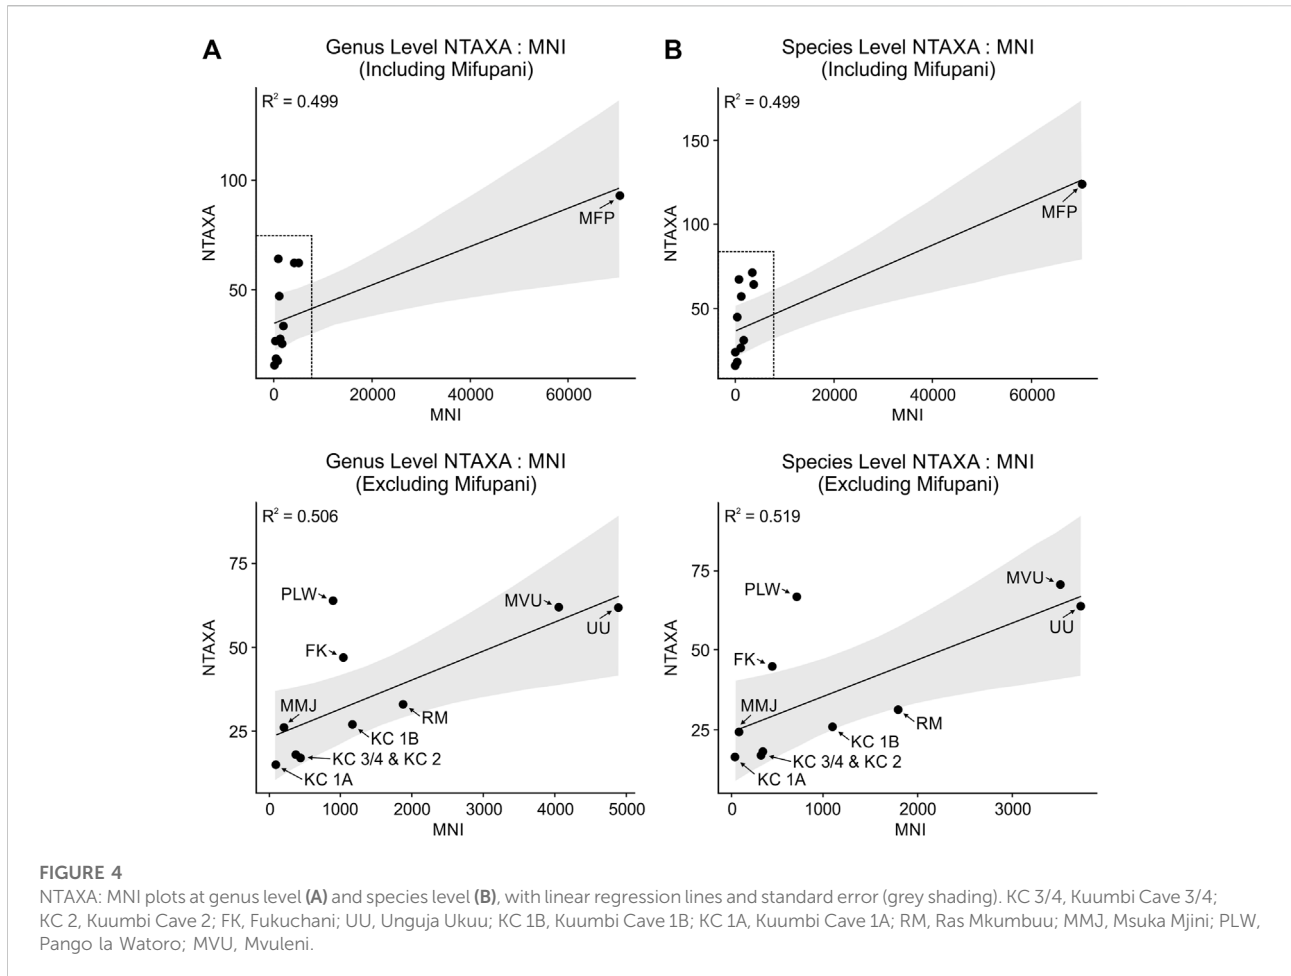 A
Genus Level NTAXA : MNI
(Including Mifupani)
R² = 0.499
NTAXA
100
50
MFP
0
20000
40000
60000
MNI
B
Species Level NTAXA : MNI
(Including Mifupani)
R² = 0.499
NTAXA
150
100
50
MFP
0
20000
40000
60000
MNI
Genus Level NTAXA : MNI
(Excluding Mifupani)
R² = 0.506
NTAXA
75
50
25
PLW
FK
MMJ
MVU
UU
RM
KC 1B
KC 3/4 & KC 2
KC 1A
0
1000
2000
3000
4000
5000
MNI
Species Level NTAXA : MNI
(Excluding Mifupani)
R² = 0.519
NTAXA
75
50
25
PLW
FK
MMJ
MVU
UU
RM
KC 1B
KC 3/4 & KC 2
KC 1A
0
1000
2000
3000
MNI
FIGURE 4
NTAXA: MNI plots at genus level (A) and species level (B), with linear regression lines and standard error (grey shading). KC 3/4, Kuumbi Cave 3/4;
KC 2, Kuumbi Cave 2; FK, Fukuchani; UU, Unguja Ukuu; KC 1B, Kuumbi Cave 1B; KC 1A, Kuumbi Cave 1A; RM, Ras Mkumbuu; MMJ, Msuka Mjini; PLW,
Pango la Watoro; MVU, Mvuleni.